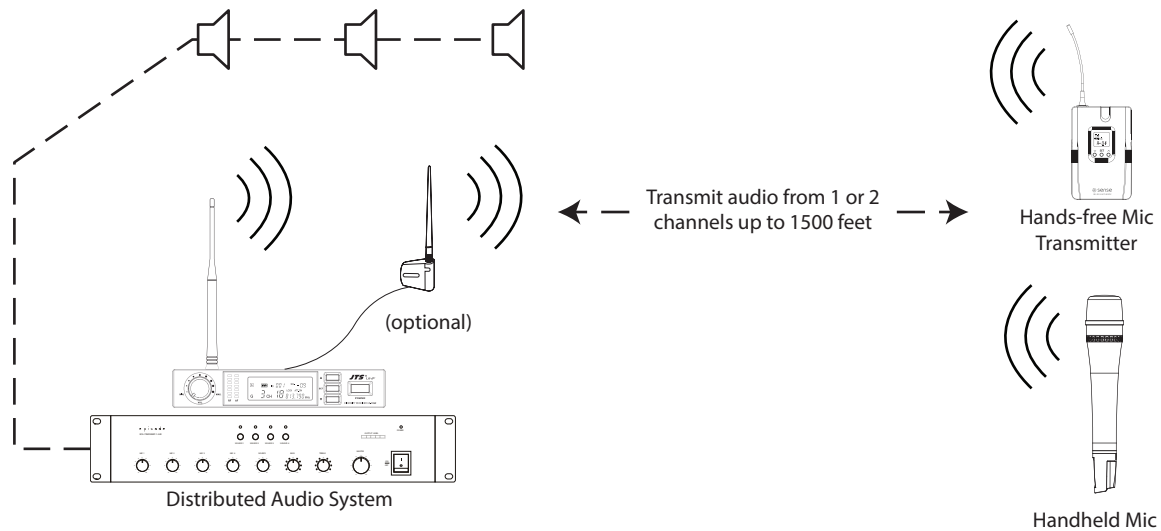 Transmit audio from 1 or 2
channels up to 1500 feet
sense
Hands-free Mic
Transmitter
(optional)
JTS
Distributed Audio System
Handheld Mic